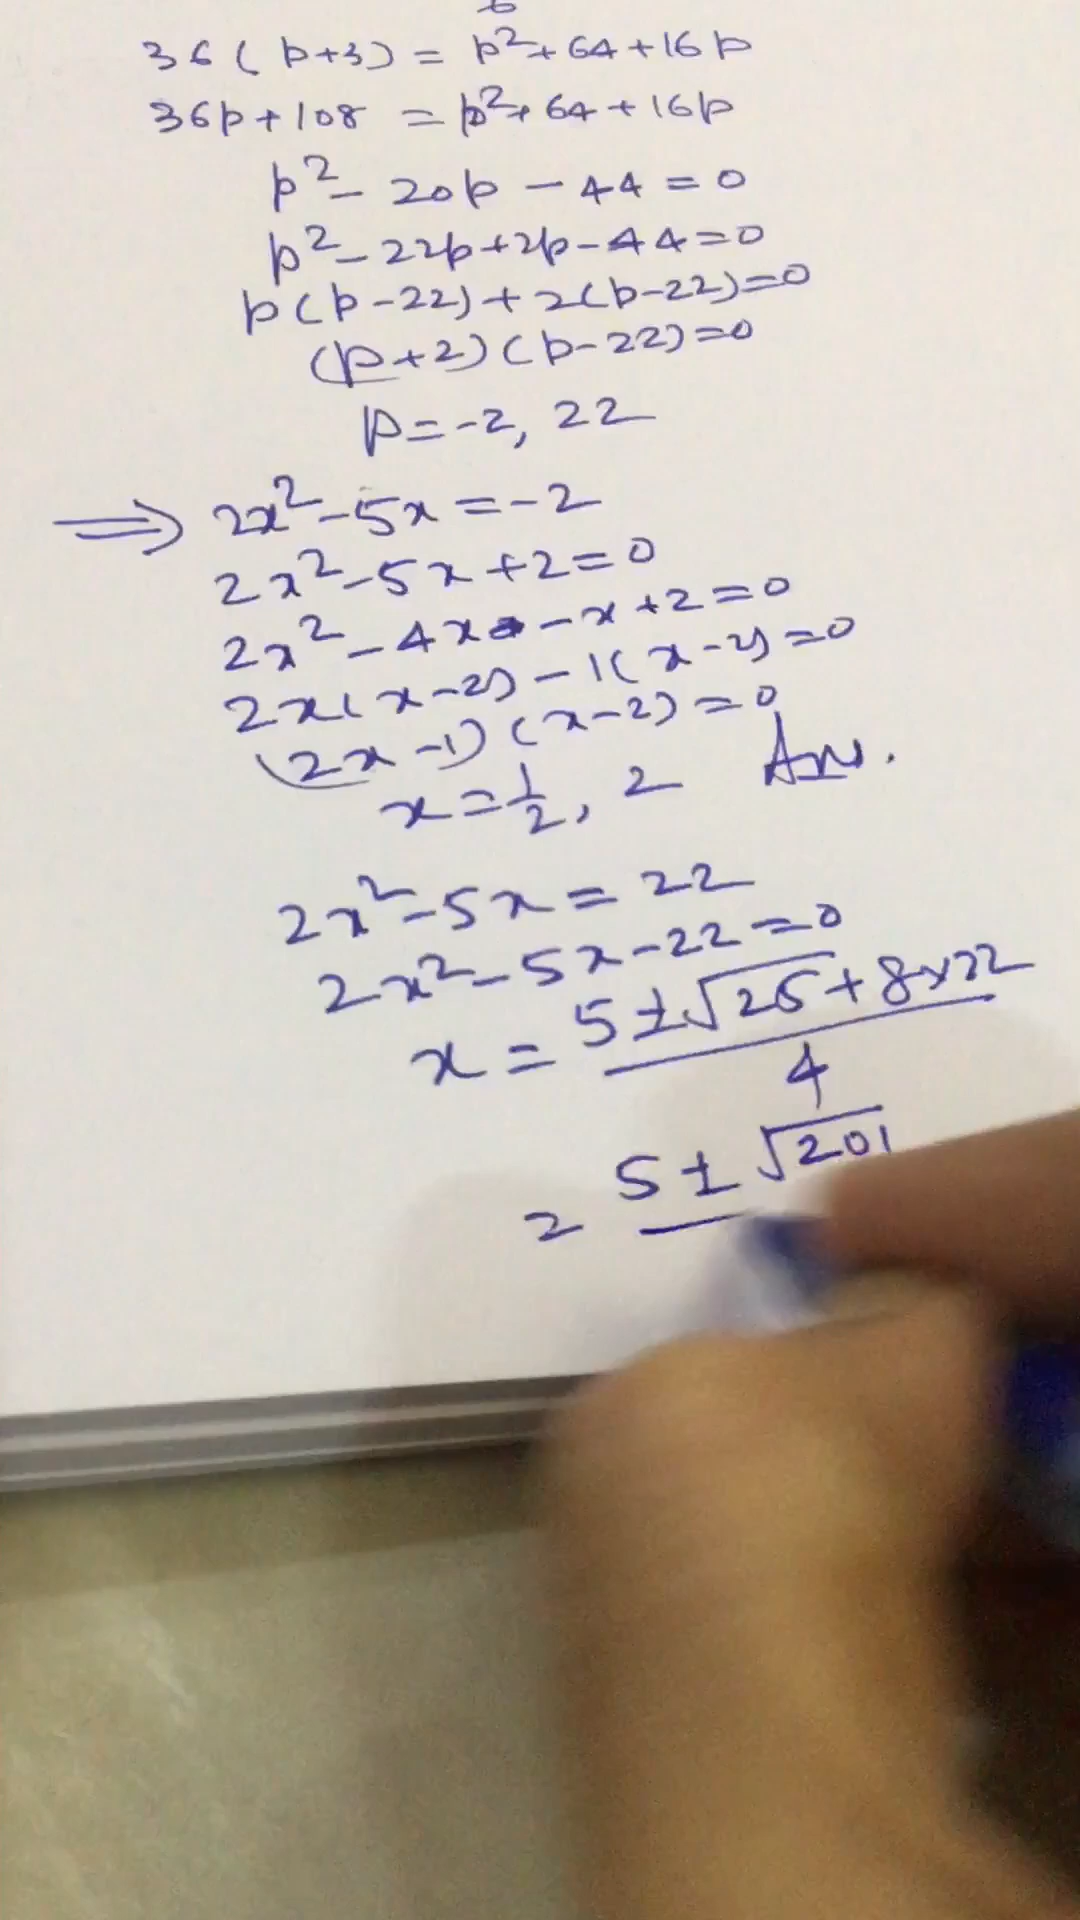 36(p+3) = p²+64+16p
36p+108 = p²+64+16p
p²-20p-44=0
p²-22p+2p-44=0
p(p-22)+2(p-22)=0
(p+2)(p-22)=0
p=-2, 22
⇒ 2x²-5x=-2
2x²-5x+2=0
2x²-4x-x+2=0
2x(x-2)-1(x-2)=0
(2x-1)(x-2)=0
x=1/2, 2 Ans.
2x²-5x=22
2x²-5x-22=0
x = (5±√25+8×22)/4
= 5±√201